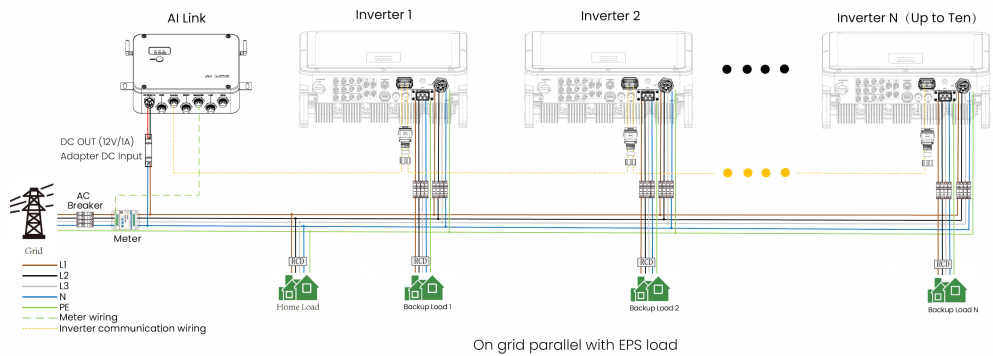 AI Link
Inverter 1
Inverter 2
Inverter N（Up to Ten）
AI LINK
DC OUT (12V/1A)
Adapter DC Input
AC
Breaker
Grid
Meter
L1
L2
L3
N
PE
Meter wiring
Inverter communication wiring
RCD
Home Load
RCD
Backup Load 1
RCD
Backup Load 2
RCD
Backup Load N
On grid parallel with EPS load